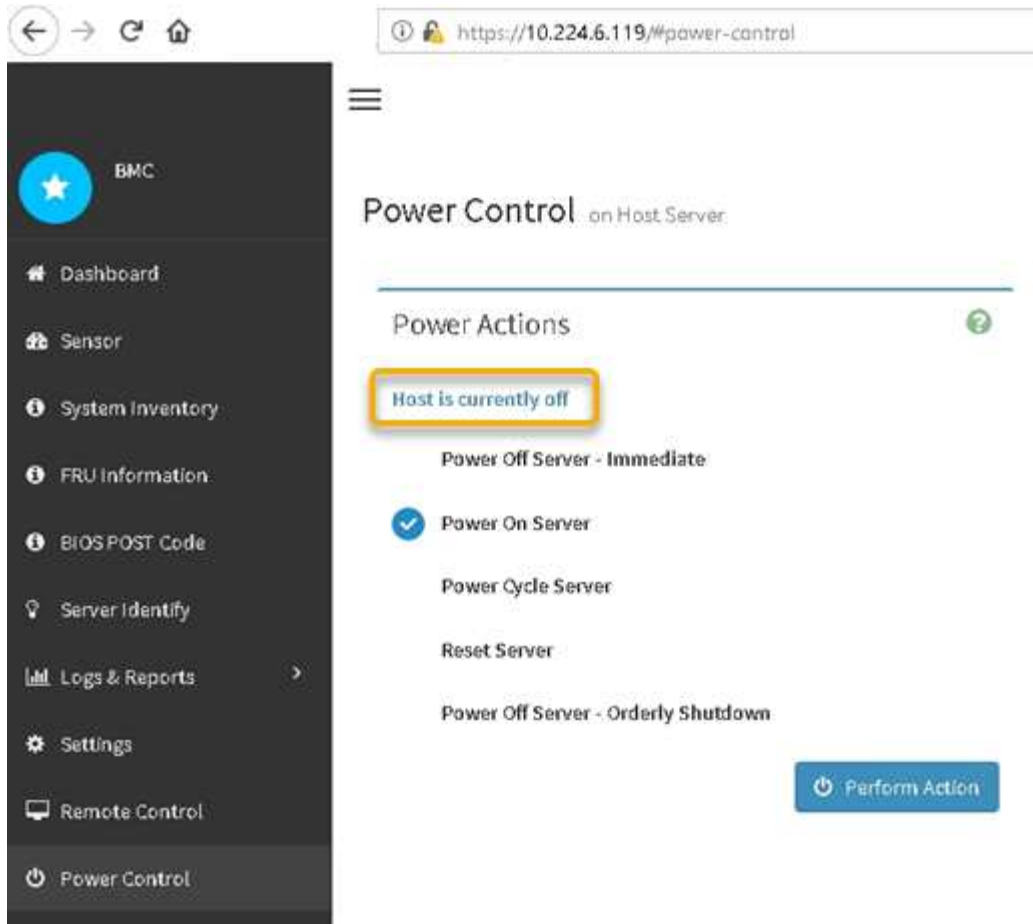 https://10.224.6.119/#power-control
BMC
Power Control on Host Server
Dashboard
Power Actions
Sensor
Host is currently off
System Inventory
Power Off Server - Immediate
FRU Information
Power On Server
BIOS POST Code
Power Cycle Server
Server Identify
Reset Server
Logs & Reports
Power Off Server - Orderly Shutdown
Settings
Perform Action
Remote Control
Power Control